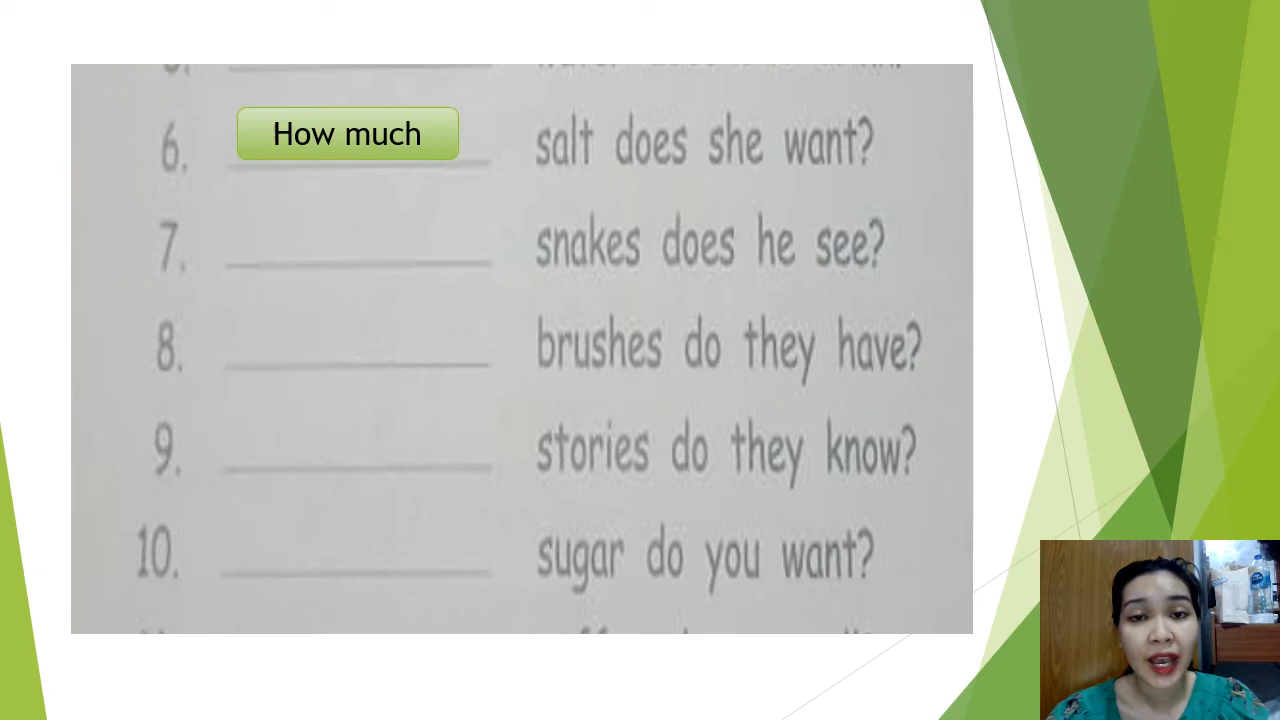 6. How much salt does she want?
7. snakes does he see?
8. brushes do they have?
9. stories do they know?
10. sugar do you want?